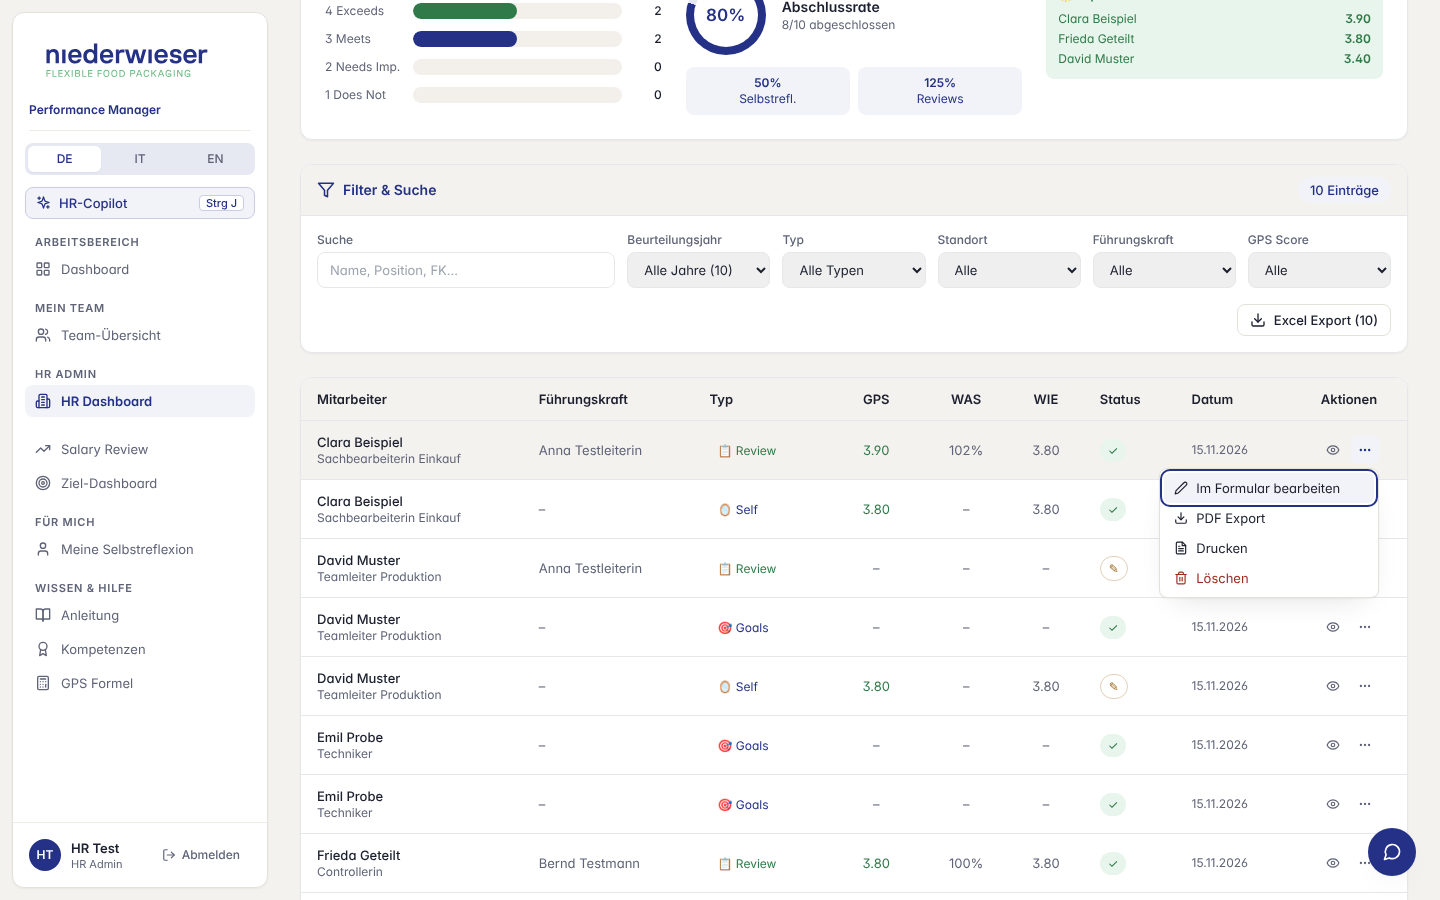 niederwieser
FLEXIBLE FOOD PACKAGING
Performance Manager
DE IT EN
HR-Copilot Strg J
ARBEITSBEREICH
Dashboard
MEIN TEAM
Team-Übersicht
HR ADMIN
HR Dashboard
Salary Review
Ziel-Dashboard
FÜR MICH
Meine Selbstreflexion
WISSEN & HILFE
Anleitung
Kompetenzen
GPS Formel
HT HR Test
HR Admin
Abmelden
4 Exceeds 2
3 Meets 2
2 Needs Imp. 0
1 Does Not 0
80%
Abschlussrate
8/10 abgeschlossen
50%
Selbstrefl.
125%
Reviews
Clara Beispiel 3.90
Frieda Geteilt 3.80
David Muster 3.40
Filter & Suche 10 Einträge
Suche Beurteilungsjahr Typ Standort Führungskraft GPS Score
Name, Position, FK... Alle Jahre (10) Alle Typen Alle Alle Alle
Excel Export (10)
Mitarbeiter Führungskraft Typ GPS WAS WIE Status Datum Aktionen
Clara Beispiel
Sachbearbeiterin Einkauf
Anna Testleiterin 📋 Review 3.90 102% 3.80 ✓ 15.11.2026
Im Formular bearbeiten
PDF Export
Drucken
Löschen
Clara Beispiel
Sachbearbeiterin Einkauf
– 🪞 Self 3.80 – 3.80 ✓
David Muster
Teamleiter Produktion
Anna Testleiterin 📋 Review – – – ✎
David Muster
Teamleiter Produktion
– 🎯 Goals – – – ✓ 15.11.2026
David Muster
Teamleiter Produktion
– 🪞 Self 3.80 – 3.80 ✎ 15.11.2026
Emil Probe
Techniker
– 🎯 Goals – – – ✓ 15.11.2026
Emil Probe
Techniker
– 🎯 Goals – – – ✓ 15.11.2026
Frieda Geteilt
Controllerin
Bernd Testmann 📋 Review 3.80 100% 3.80 ✓ 15.11.2026